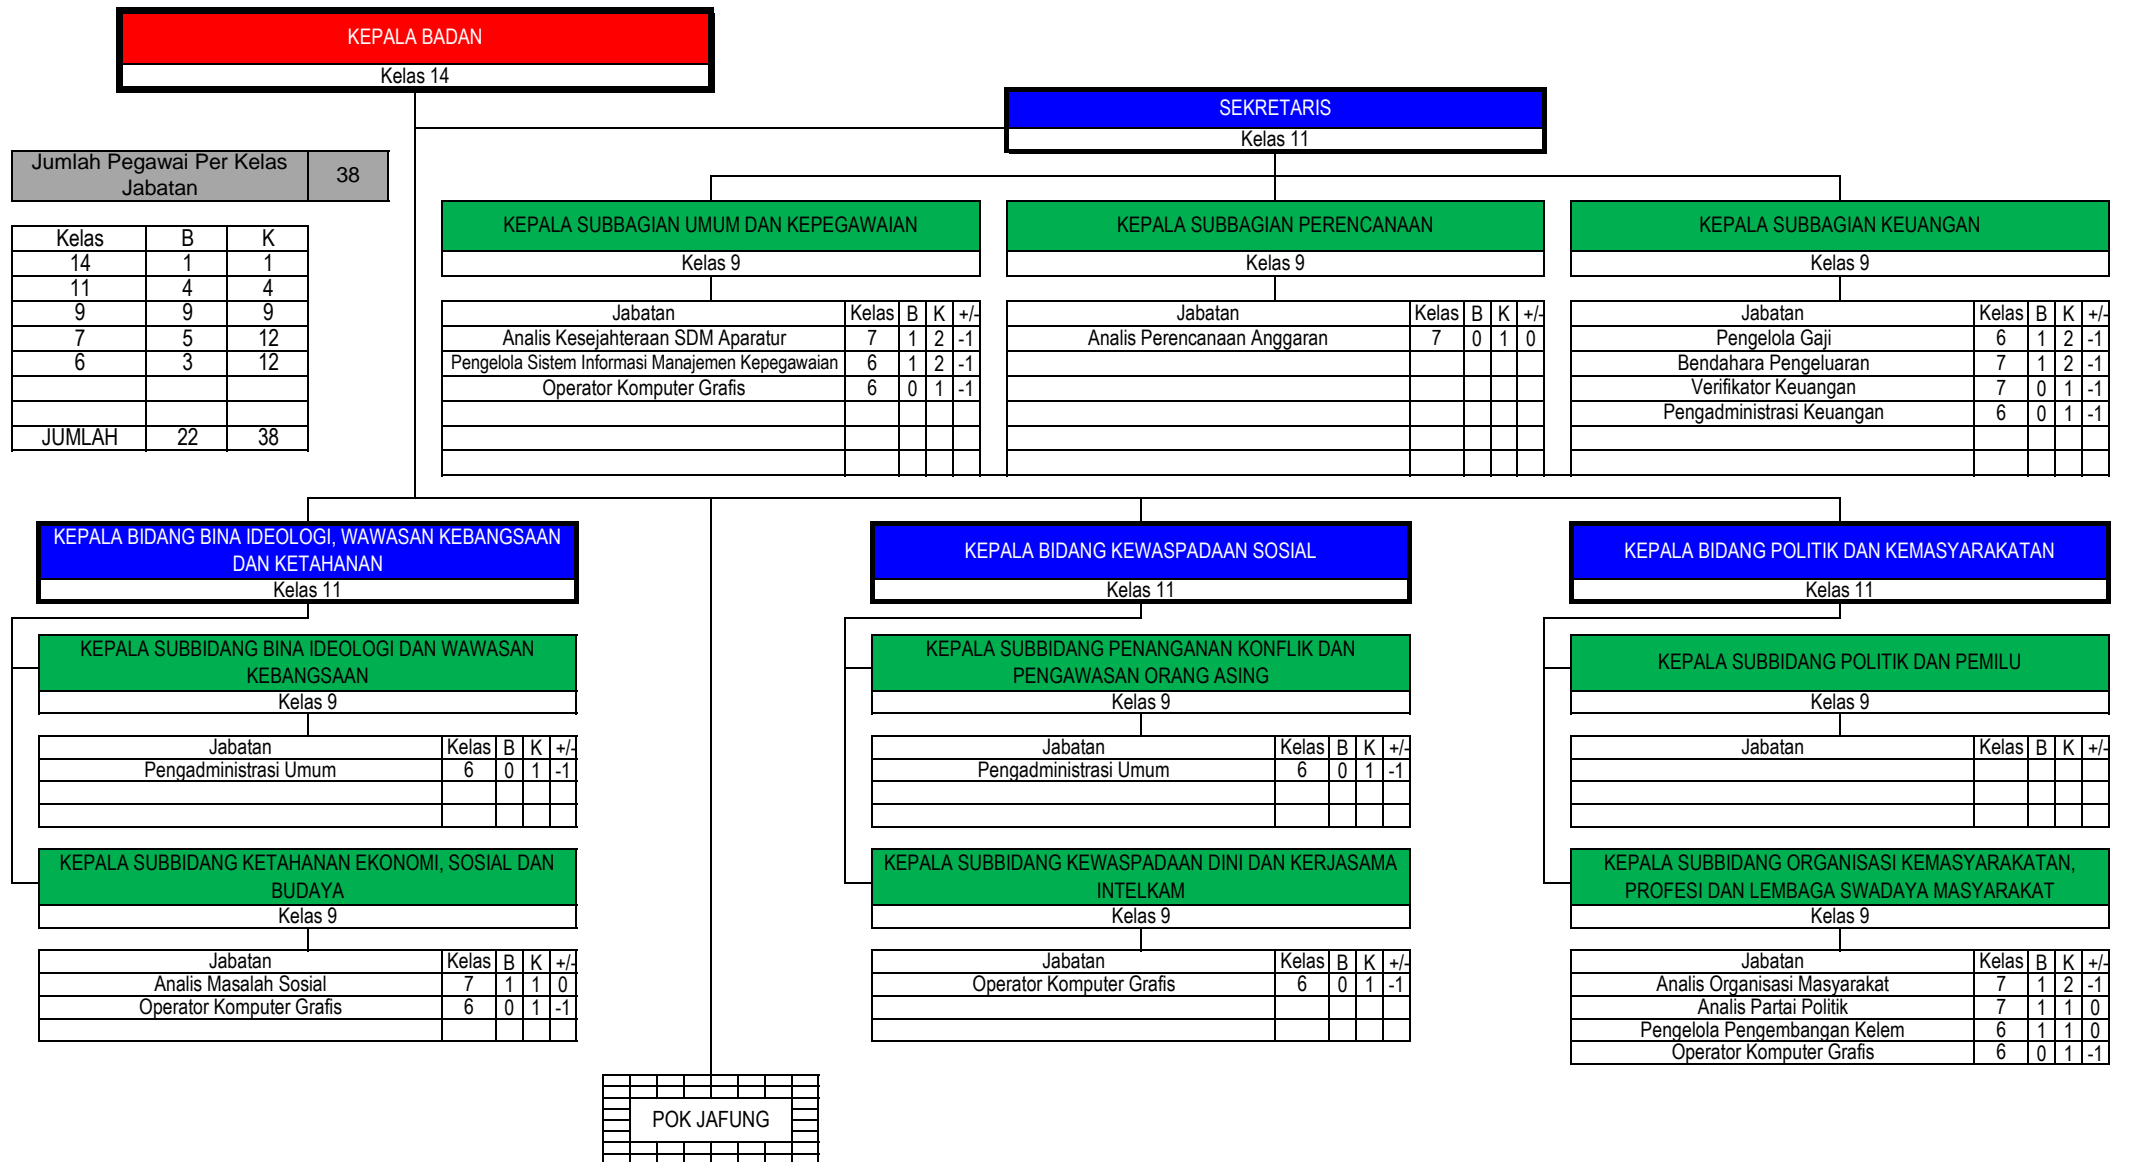 KEPALA BADAN
Kelas 14
SEKRETARIS
Kelas 11
Jumlah Pegawai Per Kelas
Jabatan
38
Kelas B K
14 1 1
11 4 4
9 9 9
7 5 12
6 3 12
JUMLAH 22 38
KEPALA SUBBAGIAN UMUM DAN KEPEGAWAIAN
Kelas 9
Jabatan Kelas B K +/-
Analis Kesejahteraan SDM Aparatur 7 1 2 -1
Pengelola Sistem Informasi Manajemen Kepegawaian 6 1 2 -1
Operator Komputer Grafis 6 0 1 -1
KEPALA SUBBAGIAN PERENCANAAN
Kelas 9
Jabatan Kelas B K +/-
Analis Perencanaan Anggaran 7 0 1 0
KEPALA SUBBAGIAN KEUANGAN
Kelas 9
Jabatan Kelas B K +/-
Pengelola Gaji 6 1 2 -1
Bendahara Pengeluaran 7 1 2 -1
Verifikator Keuangan 7 0 1 -1
Pengadministrasi Keuangan 6 0 1 -1
KEPALA BIDANG BINA IDEOLOGI, WAWASAN KEBANGSAAN
DAN KETAHANAN
Kelas 11
KEPALA SUBBIDANG BINA IDEOLOGI DAN WAWASAN
KEBANGSAAN
Kelas 9
Jabatan Kelas B K +/-
Pengadministrasi Umum 6 0 1 -1
KEPALA SUBBIDANG KETAHANAN EKONOMI, SOSIAL DAN
BUDAYA
Kelas 9
Jabatan Kelas B K +/-
Analis Masalah Sosial 7 1 1 0
Operator Komputer Grafis 6 0 1 -1
KEPALA BIDANG KEWASPADAAN SOSIAL
Kelas 11
KEPALA SUBBIDANG PENANGANAN KONFLIK DAN
PENGAWASAN ORANG ASING
Kelas 9
Jabatan Kelas B K +/-
Pengadministrasi Umum 6 0 1 -1
KEPALA SUBBIDANG KEWASPADAAN DINI DAN KERJASAMA
INTELKAM
Kelas 9
Jabatan Kelas B K +/-
Operator Komputer Grafis 6 0 1 -1
KEPALA BIDANG POLITIK DAN KEMASYARAKATAN
Kelas 11
KEPALA SUBBIDANG POLITIK DAN PEMILU
Kelas 9
Jabatan Kelas B K +/-
KEPALA SUBBIDANG ORGANISASI KEMASYARAKATAN,
PROFESI DAN LEMBAGA SWADAYA MASYARAKAT
Kelas 9
Jabatan Kelas B K +/-
Analis Organisasi Masyarakat 7 1 2 -1
Analis Partai Politik 7 1 1 0
Pengelola Pengembangan Kelem 6 1 1 0
Operator Komputer Grafis 6 0 1 -1
POK JAFUNG